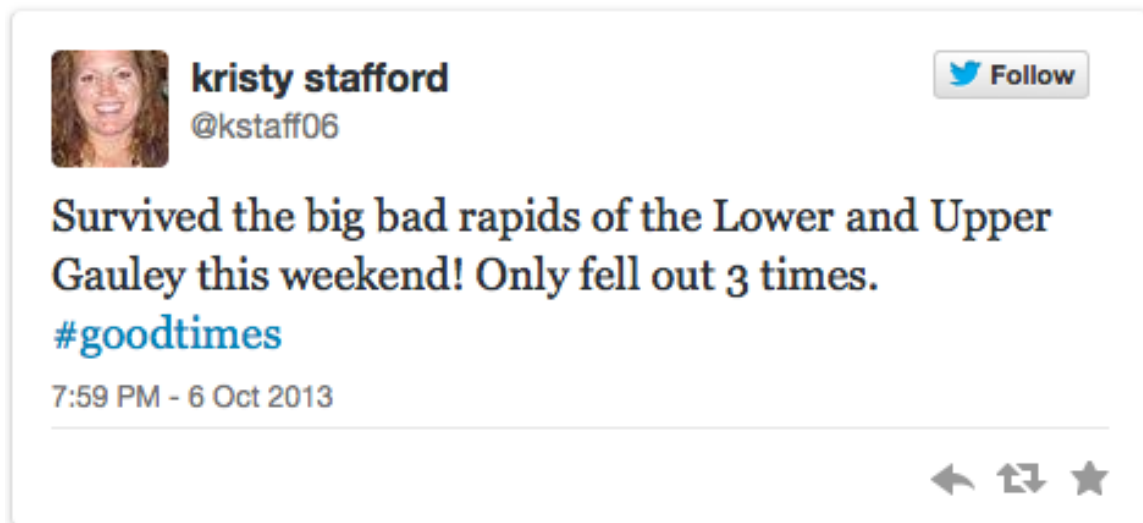 kristy stafford
Follow
@kstaff06
Survived the big bad rapids of the Lower and Upper
Gauley this weekend! Only fell out 3 times.
#goodtimes
7:59 PM - 6 Oct 2013